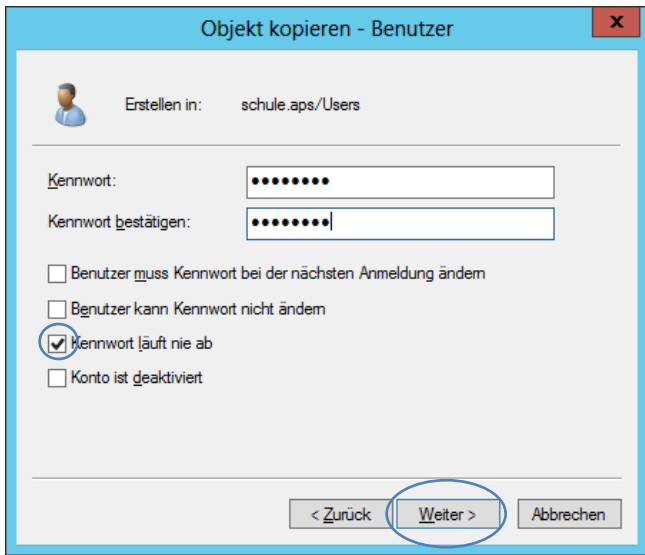 Objekt kopieren - Benutzer
x
Erstellen in: schule.aps/Users
Kennwort: ●●●●●●●●
Kennwort bestätigen: ●●●●●●●●
Benutzer muss Kennwort bei der nächsten Anmeldung ändern
Benutzer kann Kennwort nicht ändern
Kennwort läuft nie ab
Konto ist deaktiviert
< Zurück Weiter > Abbrechen